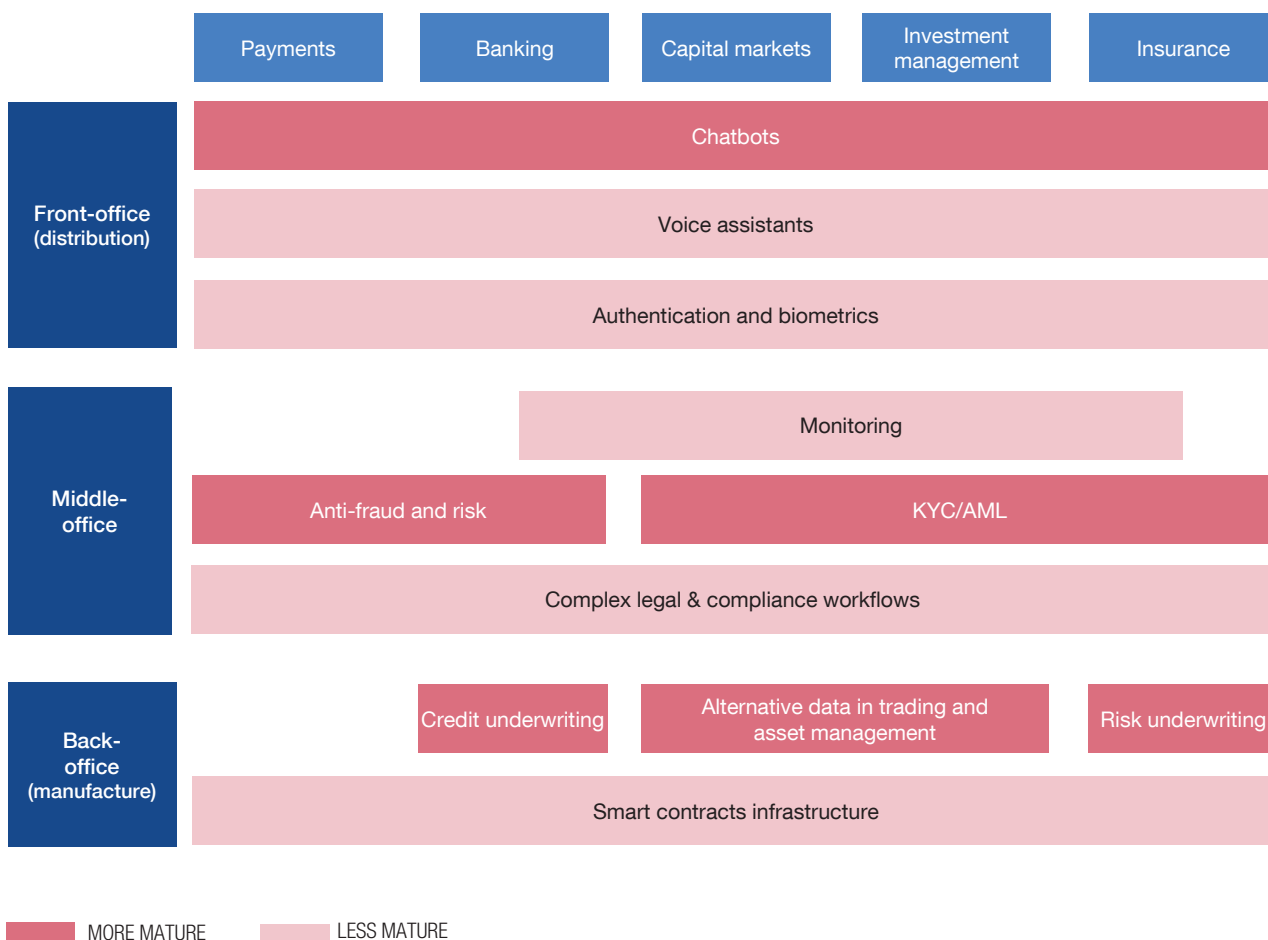 Payments
Banking
Capital markets
Investment
management
Insurance
Front-office
(distribution)
Chatbots
Voice assistants
Authentication and biometrics
Middle-
office
Monitoring
Anti-fraud and risk
KYC/AML
Complex legal & compliance workflows
Back-
office
(manufacture)
Credit underwriting
Alternative data in trading and
asset management
Risk underwriting
Smart contracts infrastructure
MORE MATURE
LESS MATURE